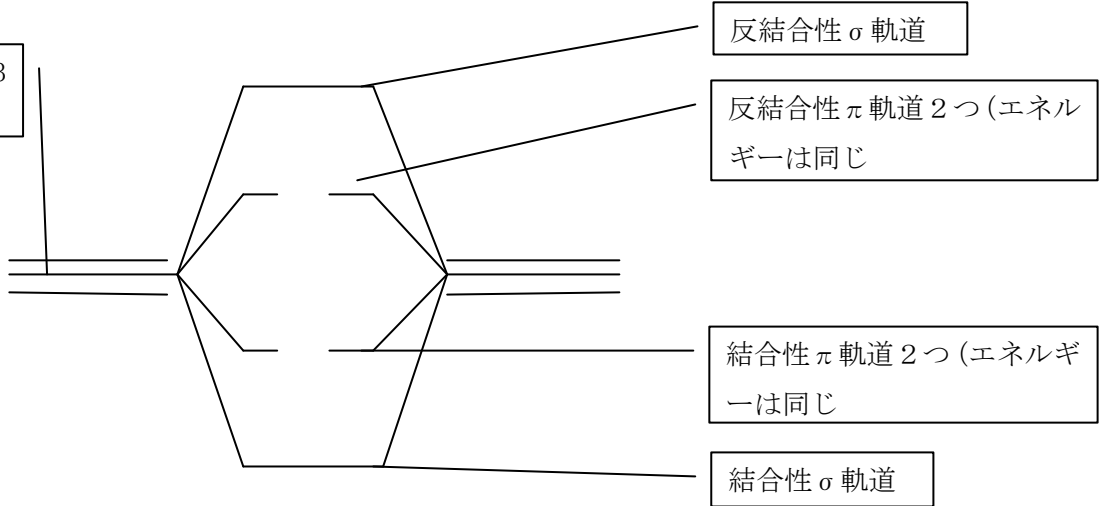 反結合性σ軌道
3
反結合性π軌道２つ(エネル
ギーは同じ
結合性π軌道２つ(エネルギ
ーは同じ
結合性σ軌道